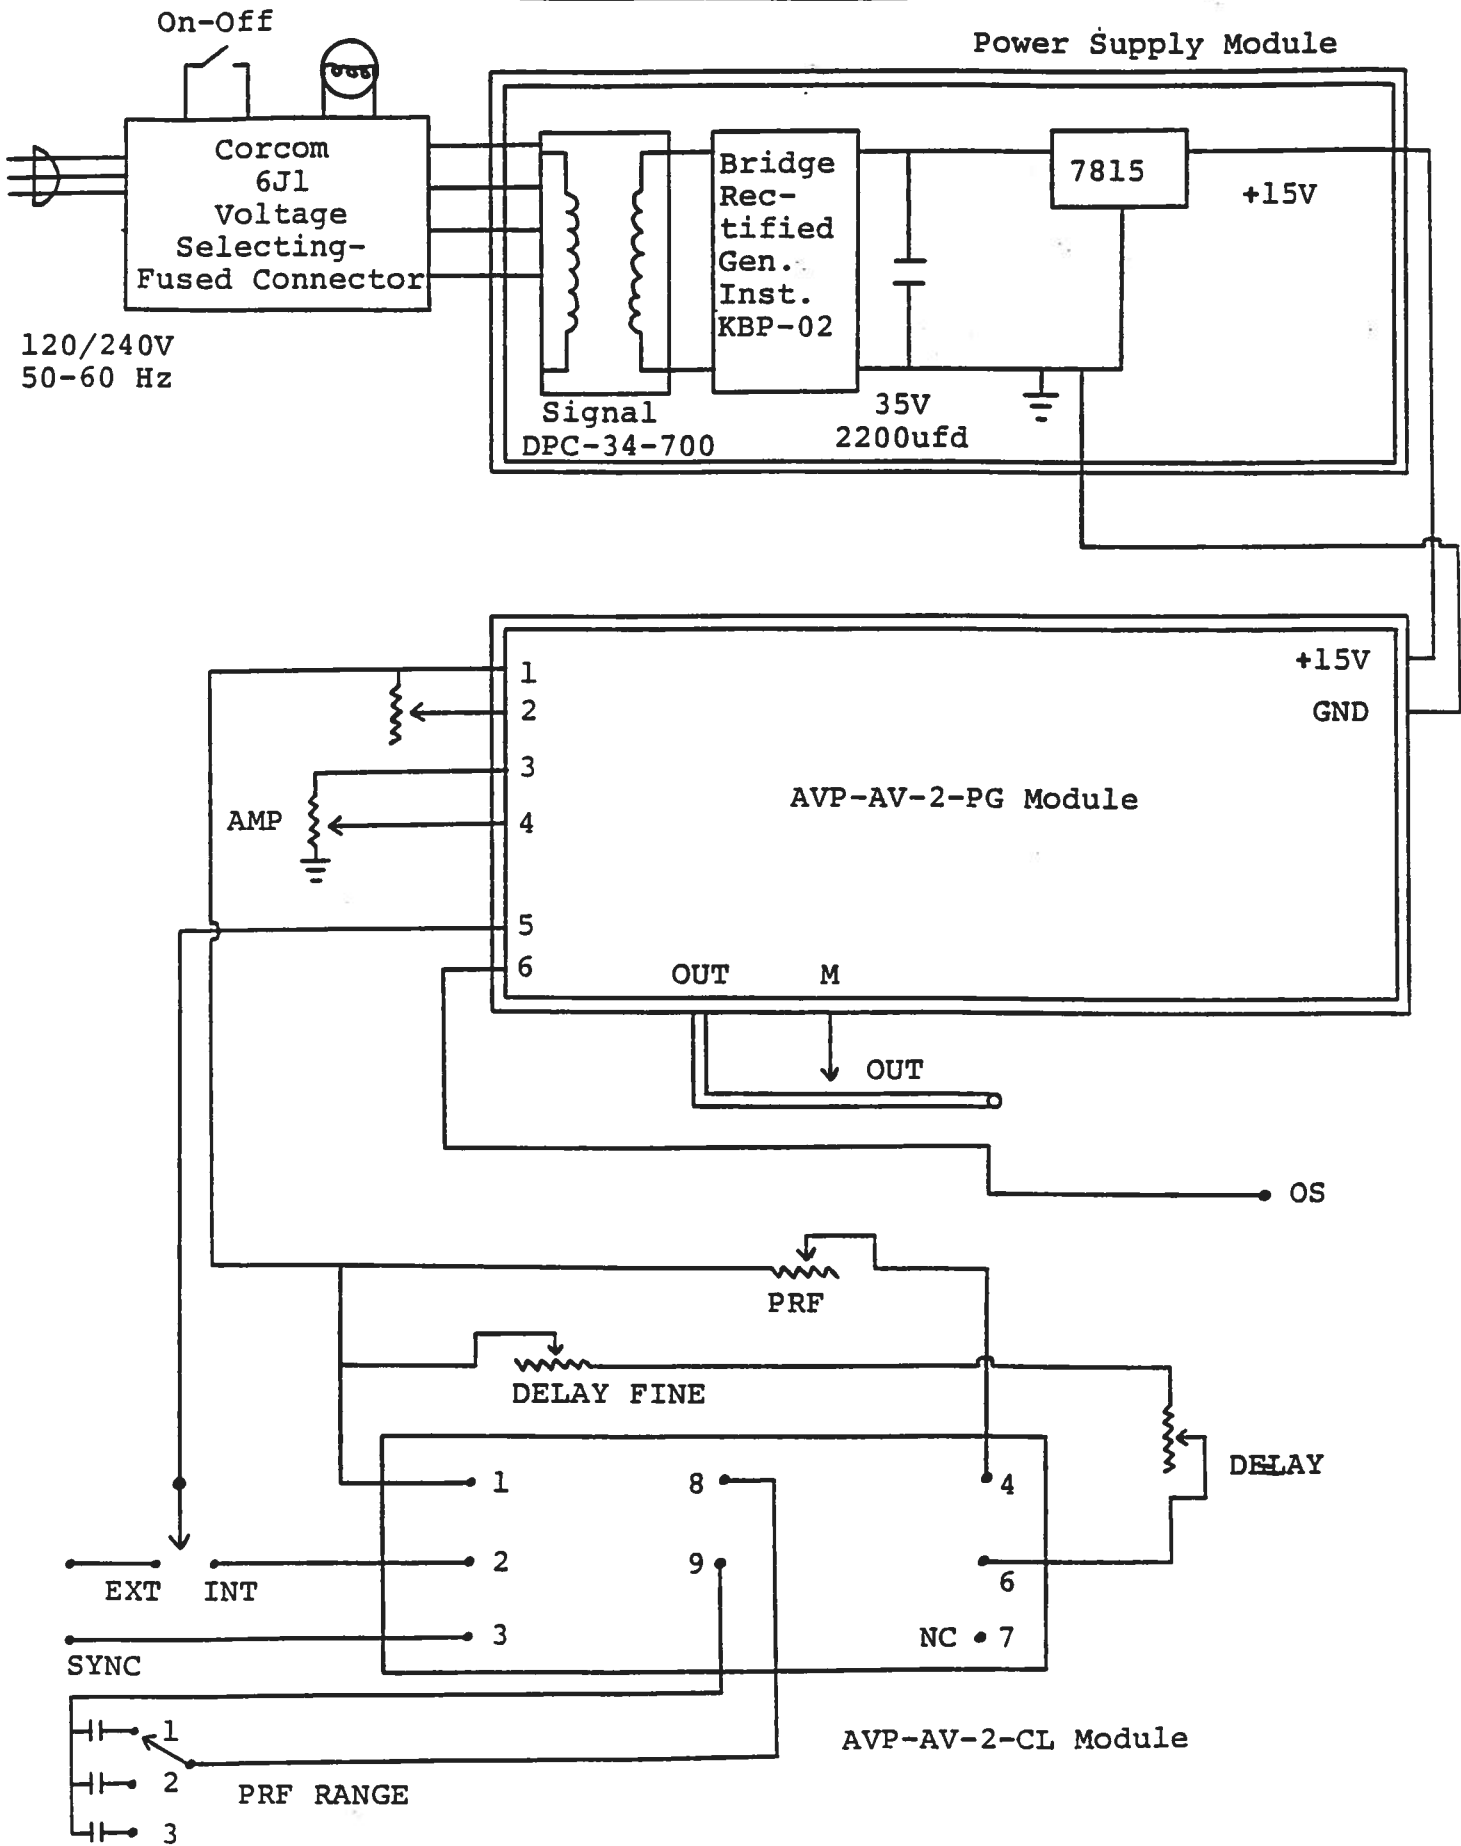 On-Off
Power Supply Module
Corcom
6J1
Voltage
Selecting-
Fused Connector
120/240V
50-60 Hz
Signal
DPC-34-700
Bridge
Rec-
tified
Gen.
Inst.
KBP-02
35V
2200ufd
7815
+15V
1
2
3
4
5
6
AMP
+15V
GND
AVP-AV-2-PG Module
OUT M
OUT
OS
PRF
DELAY FINE
DELAY
1 8 4
2 9 6
3 NC 7
EXT INT
SYNC
1
2
3
PRF RANGE
AVP-AV-2-CL Module